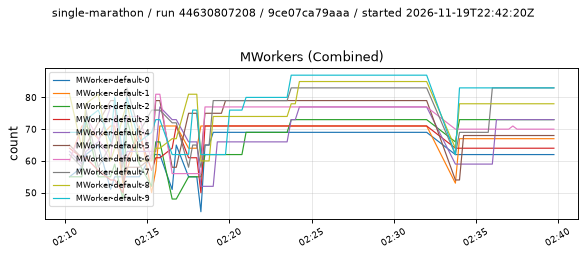 single-marathon / run 44630807208 / 9ce07ca79aaa / started 2026-11-19T22:42:20Z
MWorkers (Combined)
MWorker-default-0
MWorker-default-1
MWorker-default-2
MWorker-default-3
MWorker-default-4
MWorker-default-5
MWorker-default-6
MWorker-default-7
MWorker-default-8
MWorker-default-9
count
80
70
60
50
02:10
02:15
02:20
02:25
02:30
02:35
02:40